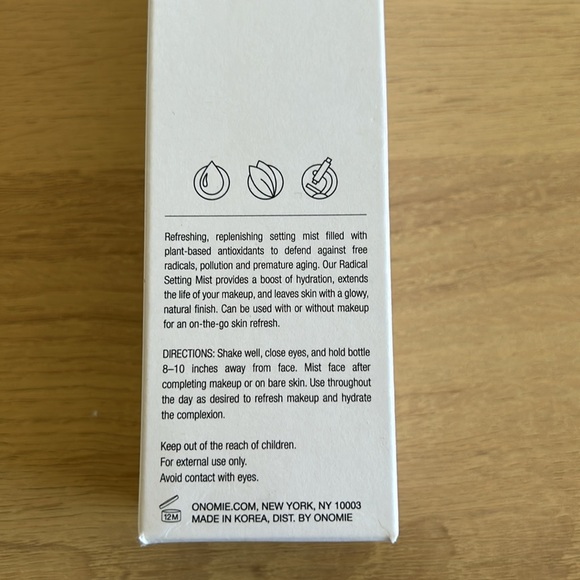 Refreshing, replenishing setting mist filled with
plant-based antioxidants to defend against free
radicals, pollution and premature aging. Our Radical
Setting Mist provides a boost of hydration, extends
the life of your makeup, and leaves skin with a glowy,
natural finish. Can be used with or without makeup
for an on-the-go skin refresh.
DIRECTIONS: Shake well, close eyes, and hold bottle
8–10 inches away from face. Mist face after
completing makeup or on bare skin. Use throughout
the day as desired to refresh makeup and hydrate
the complexion.
Keep out of the reach of children.
For external use only.
Avoid contact with eyes.
12M
ONOMIE.COM, NEW YORK, NY 10003
MADE IN KOREA, DIST. BY ONOMIE